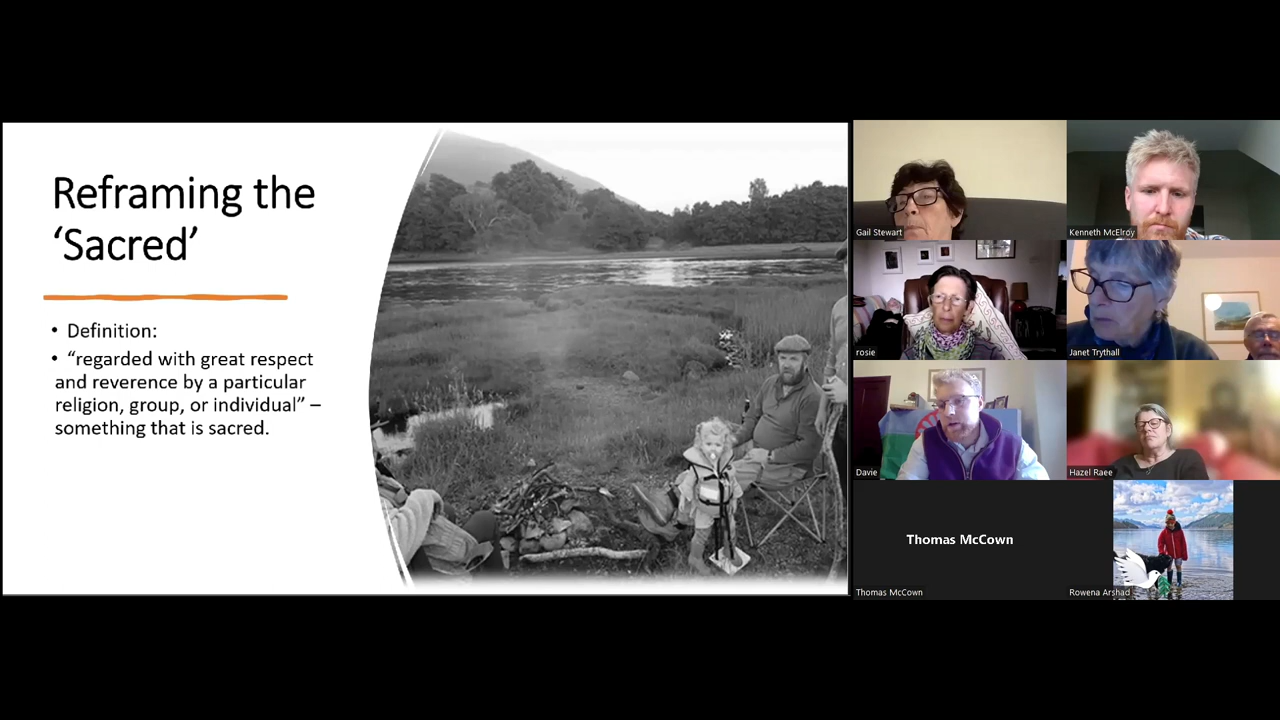 Reframing the
‘Sacred’
• Definition:
• “regarded with great respect
and reverence by a particular
religion, group, or individual” –
something that is sacred.
Gail Stewart
Kenneth McElroy
rosie
Janet Trythall
Davie
Hazel Raee
Thomas McCown
Thomas McCown
Rowena Arshad